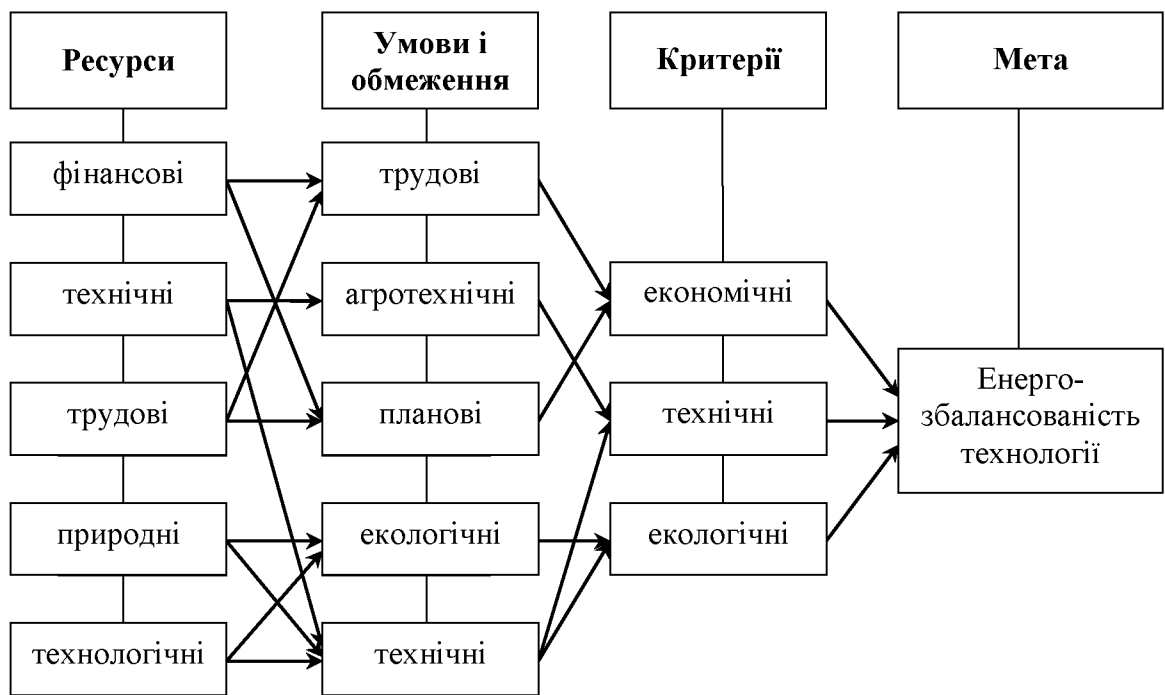 Ресурси
Умови і
обмеження
Критерії
Мета
фінансові
трудові
технічні
агротехнічні
економічні
трудові
планові
технічні
Енерго-
збалансованість
технології
природні
екологічні
екологічні
технологічні
технічні